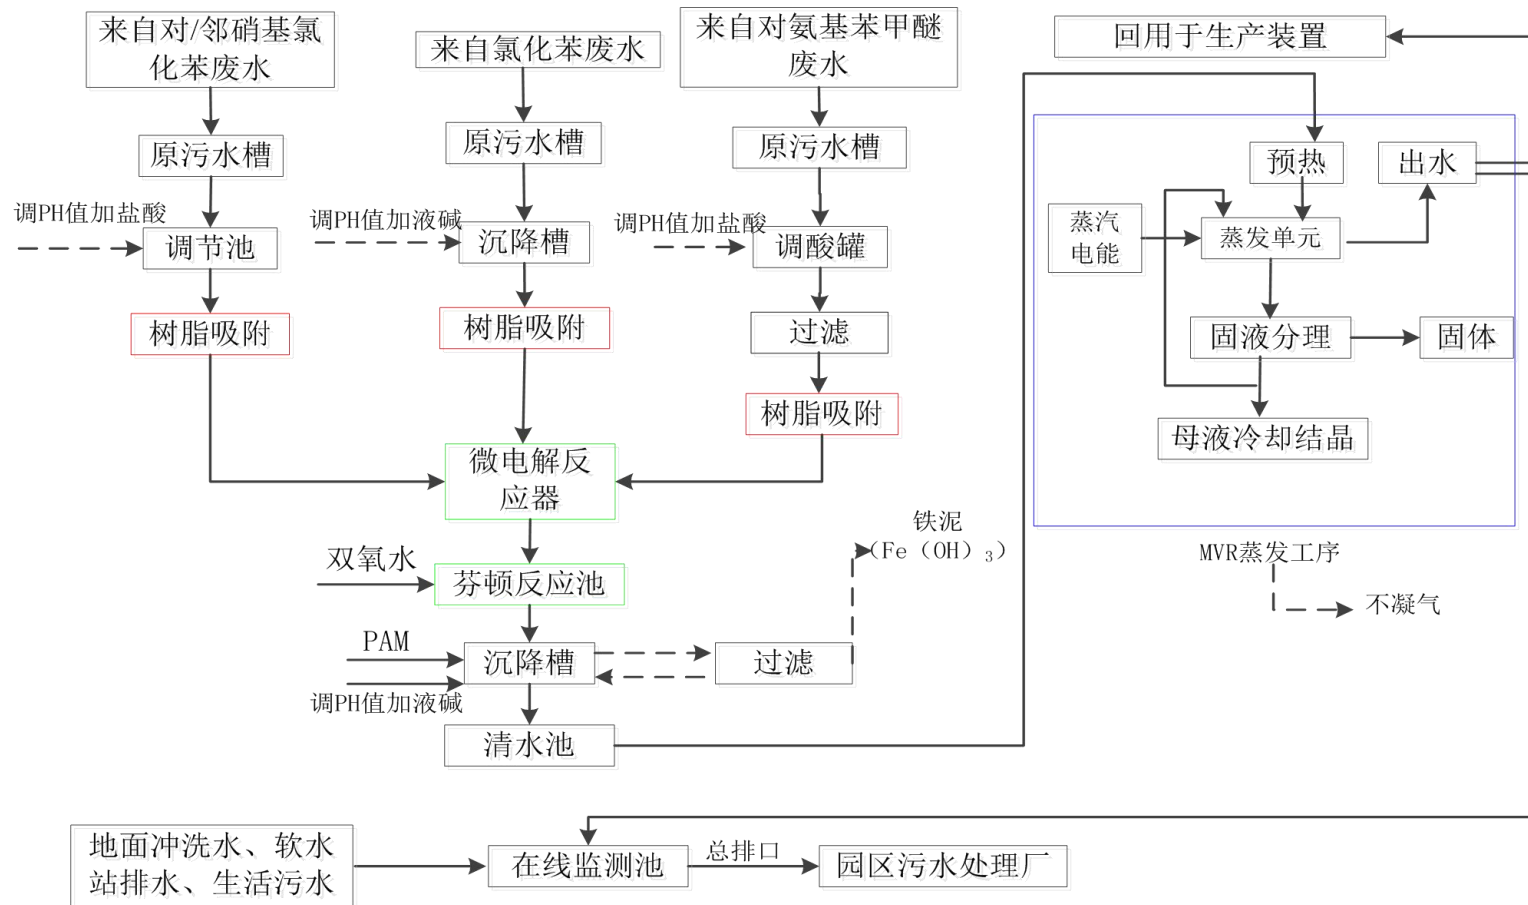 来自对/邻硝基氯
化苯废水
来自氯化苯废水
来自对氨基苯甲醚
废水
回用于生产装置
原污水槽
原污水槽
原污水槽
预热
出水
调PH值加盐酸
调节池
调PH值加液碱
沉降槽
调PH值加盐酸
调酸罐
蒸汽
电能
蒸发单元
树脂吸附
树脂吸附
过滤
固液分理
固体
树脂吸附
母液冷却结晶
微电解反
应器
铁泥
（Fe（OH）₃）
MVR蒸发工序
双氧水
芬顿反应池
不凝气
PAM
沉降槽
过滤
调PH值加液碱
清水池
地面冲洗水、软水
站排水、生活污水
在线监测池
总排口
园区污水处理厂